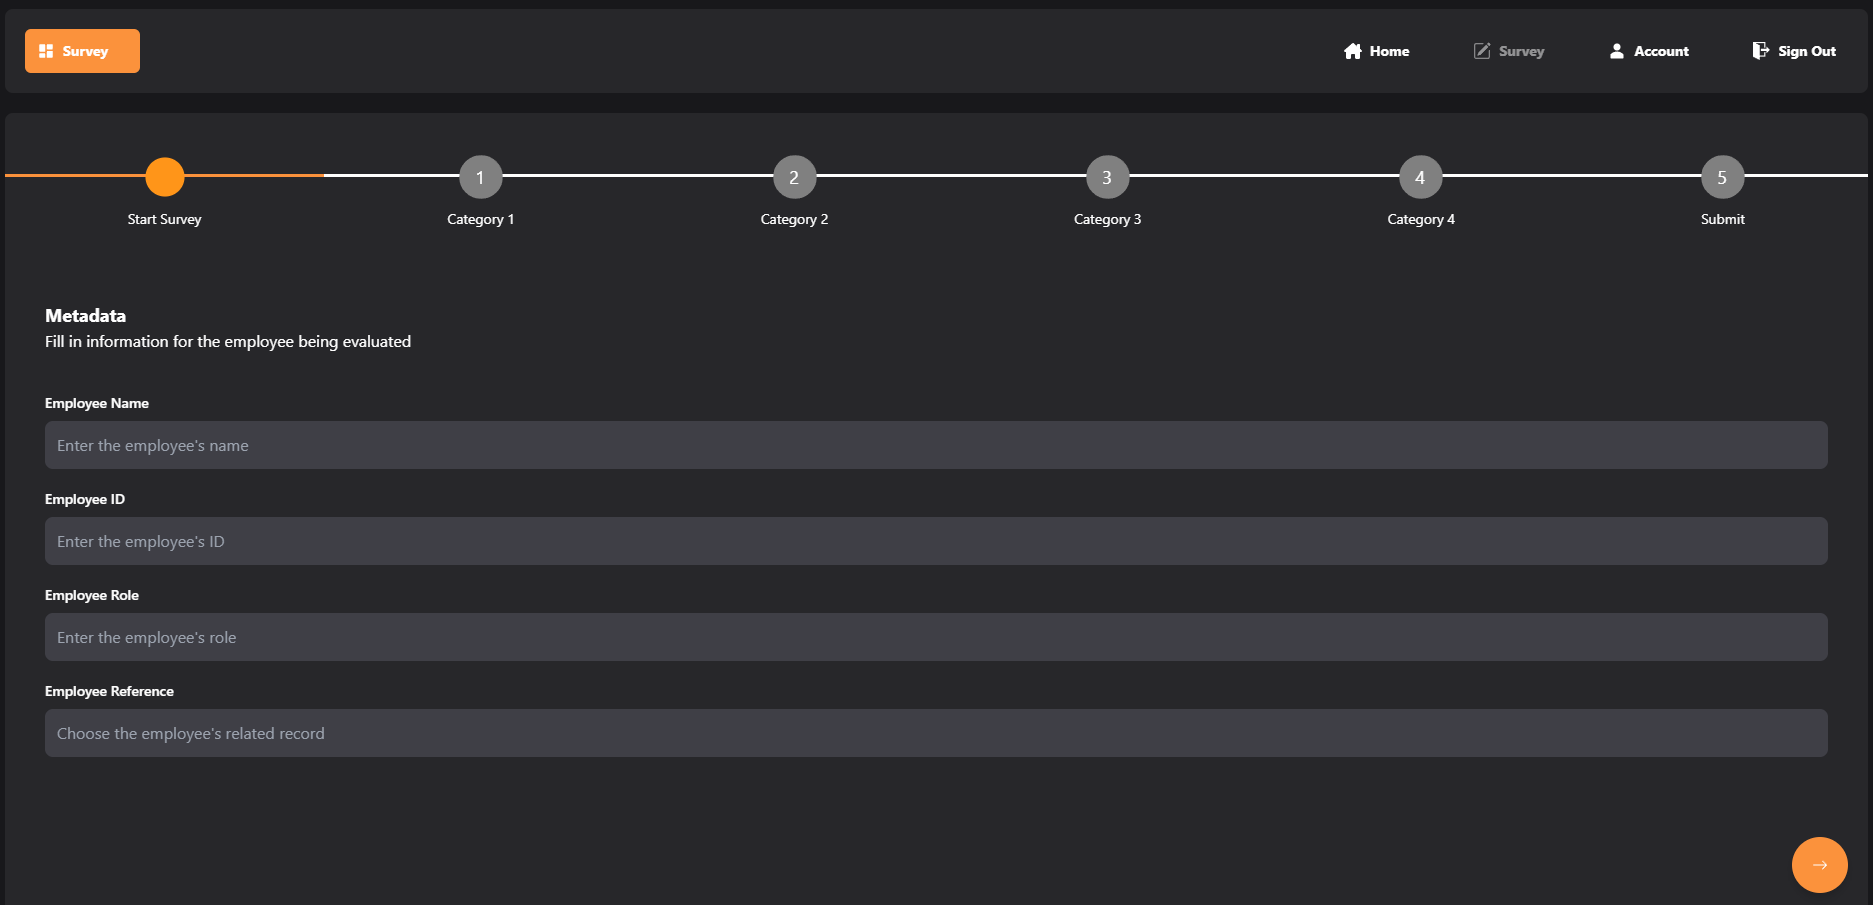 Survey
Home
Survey
Account
Sign Out
1
2
3
4
5
Start Survey
Category 1
Category 2
Category 3
Category 4
Submit
Metadata
Fill in information for the employee being evaluated
Employee Name
Enter the employee's name
Employee ID
Enter the employee's ID
Employee Role
Enter the employee's role
Employee Reference
Choose the employee's related record